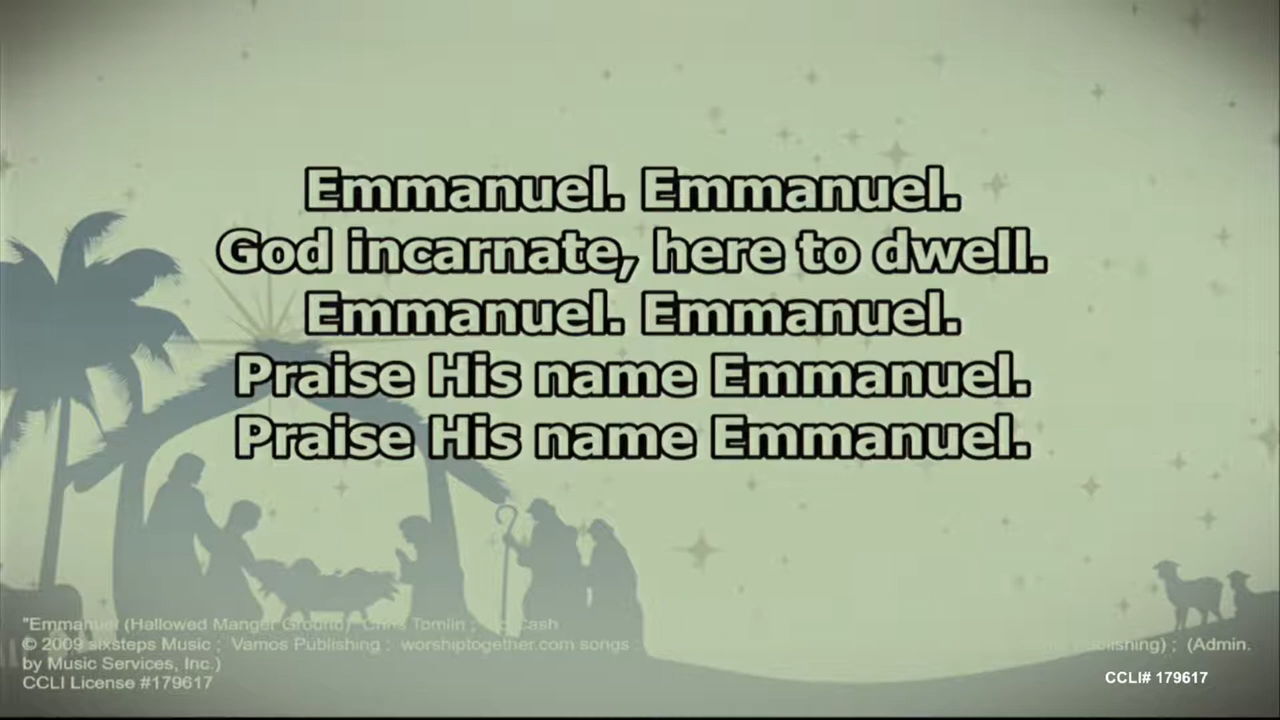 Emmanuel. Emmanuel.
God incarnate, here to dwell.
Emmanuel. Emmanuel.
Praise His name Emmanuel.
Praise His name Emmanuel.
"Emmanuel (Hallowed Manger Ground) Chris Tomlin ; Cash
© 2009 sixsteps Music ; Vamos Publishing ; worshiptogether.com songs ; (Admin.
by Music Services, Inc.)
CCLI License #179617
CCLI# 179617